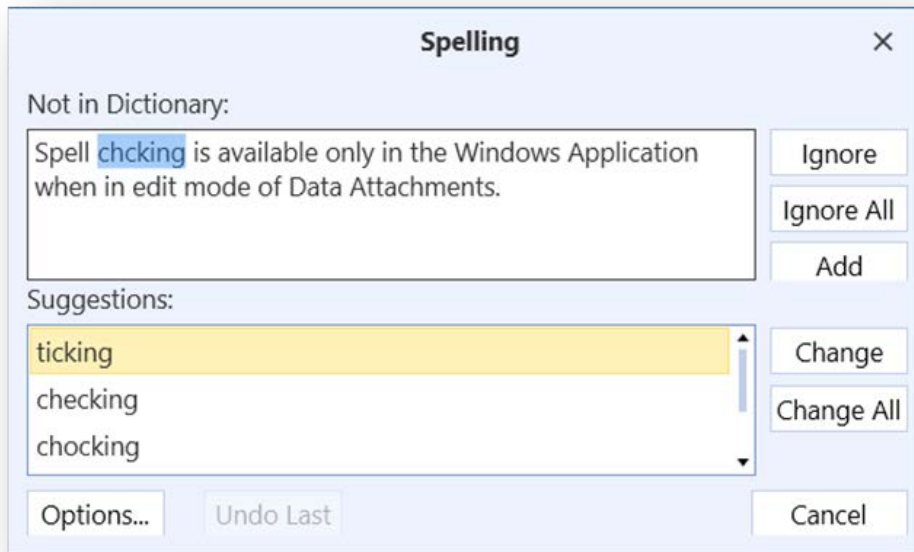 Spelling
Not in Dictionary:
Spell chcking is available only in the Windows Application
when in edit mode of Data Attachments.
Ignore
Ignore All
Add
Suggestions:
ticking
checking
chocking
Change
Change All
Options...
Undo Last
Cancel